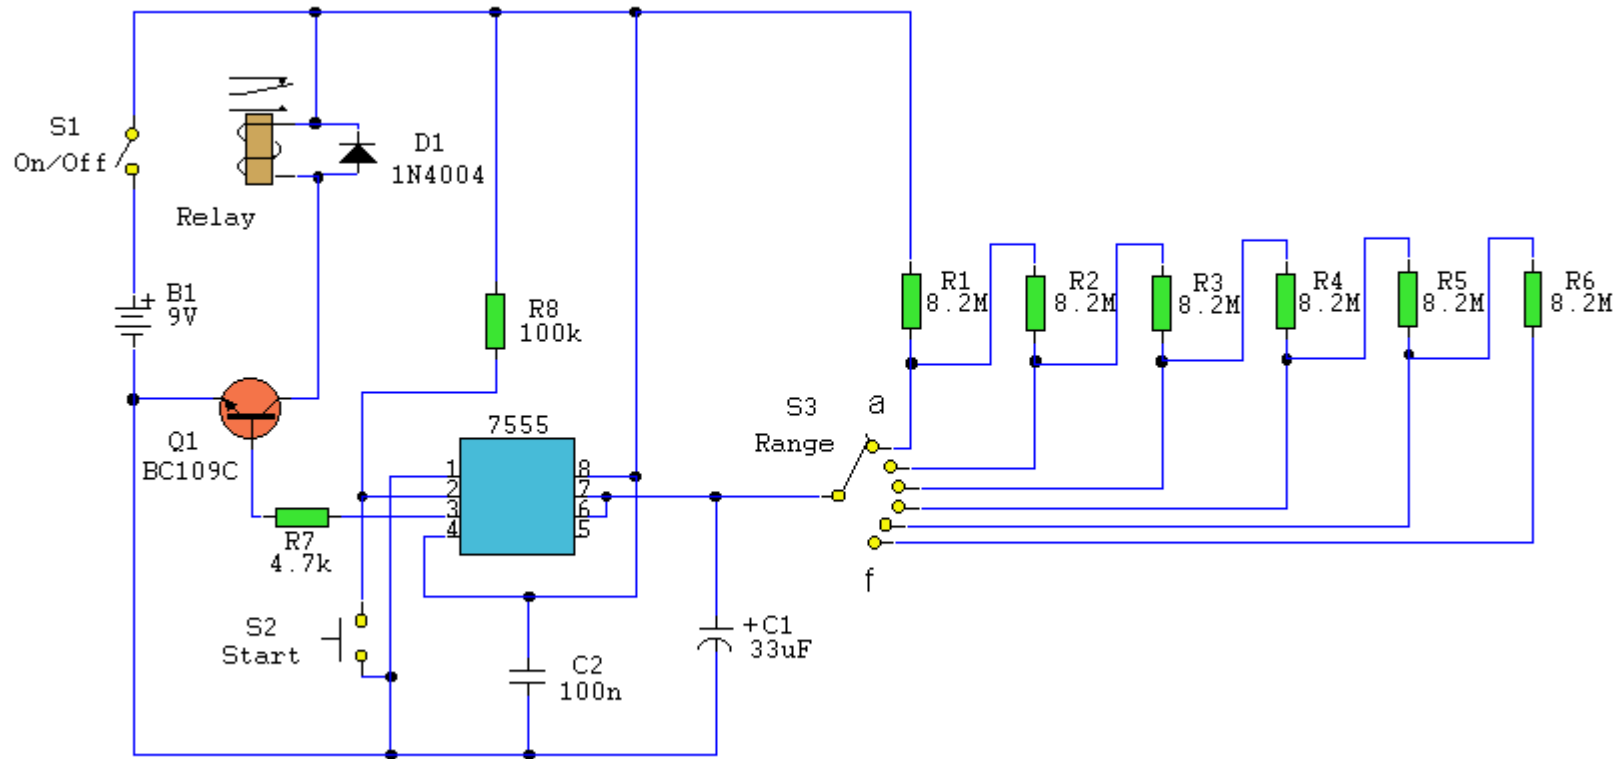 S1
On/Off
Relay
D1
1N4004
+
B1
9V
Q1
BC109C
R7
4.7k
R8
100k
7555
1
2
3
4
8
7
6
5
S2
Start
C2
100n
+C1
33uF
S3
Range
a
f
R1
8.2M
R2
8.2M
R3
8.2M
R4
8.2M
R5
8.2M
R6
8.2M